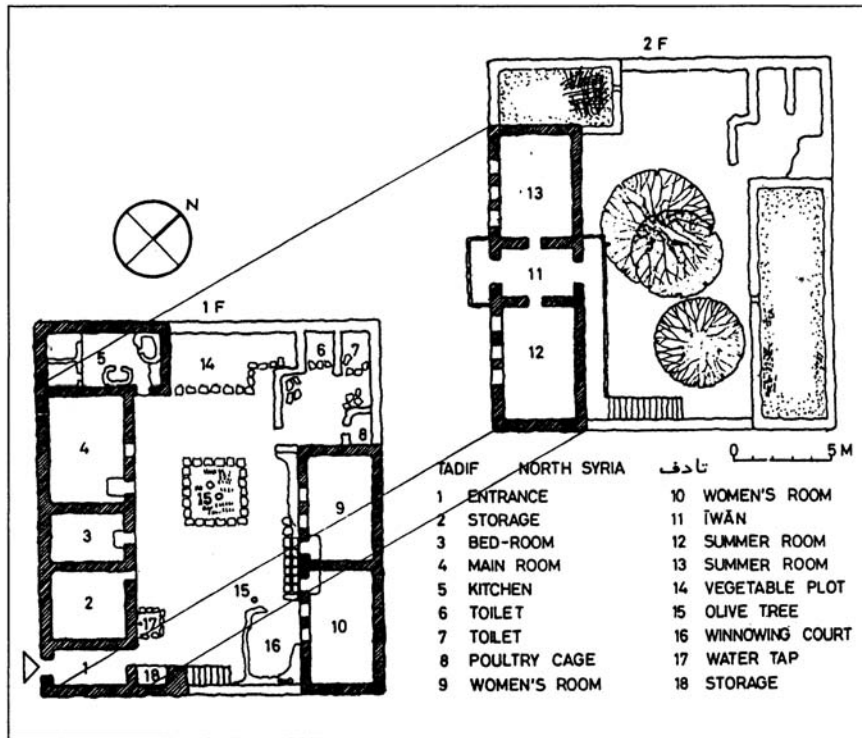 2 F
13
11
12
0 5 M
N
1 F
5
14
6
7
4
8
15
9
3
2
15
17
16
10
1
18
TADIF NORTH SYRIA تادف
1 ENTRANCE
2 STORAGE
3 BED-ROOM
4 MAIN ROOM
5 KITCHEN
6 TOILET
7 TOILET
8 POULTRY CAGE
9 WOMEN'S ROOM
10 WOMEN'S ROOM
11 ĪWĀN
12 SUMMER ROOM
13 SUMMER ROOM
14 VEGETABLE PLOT
15 OLIVE TREE
16 WINNOWING COURT
17 WATER TAP
18 STORAGE